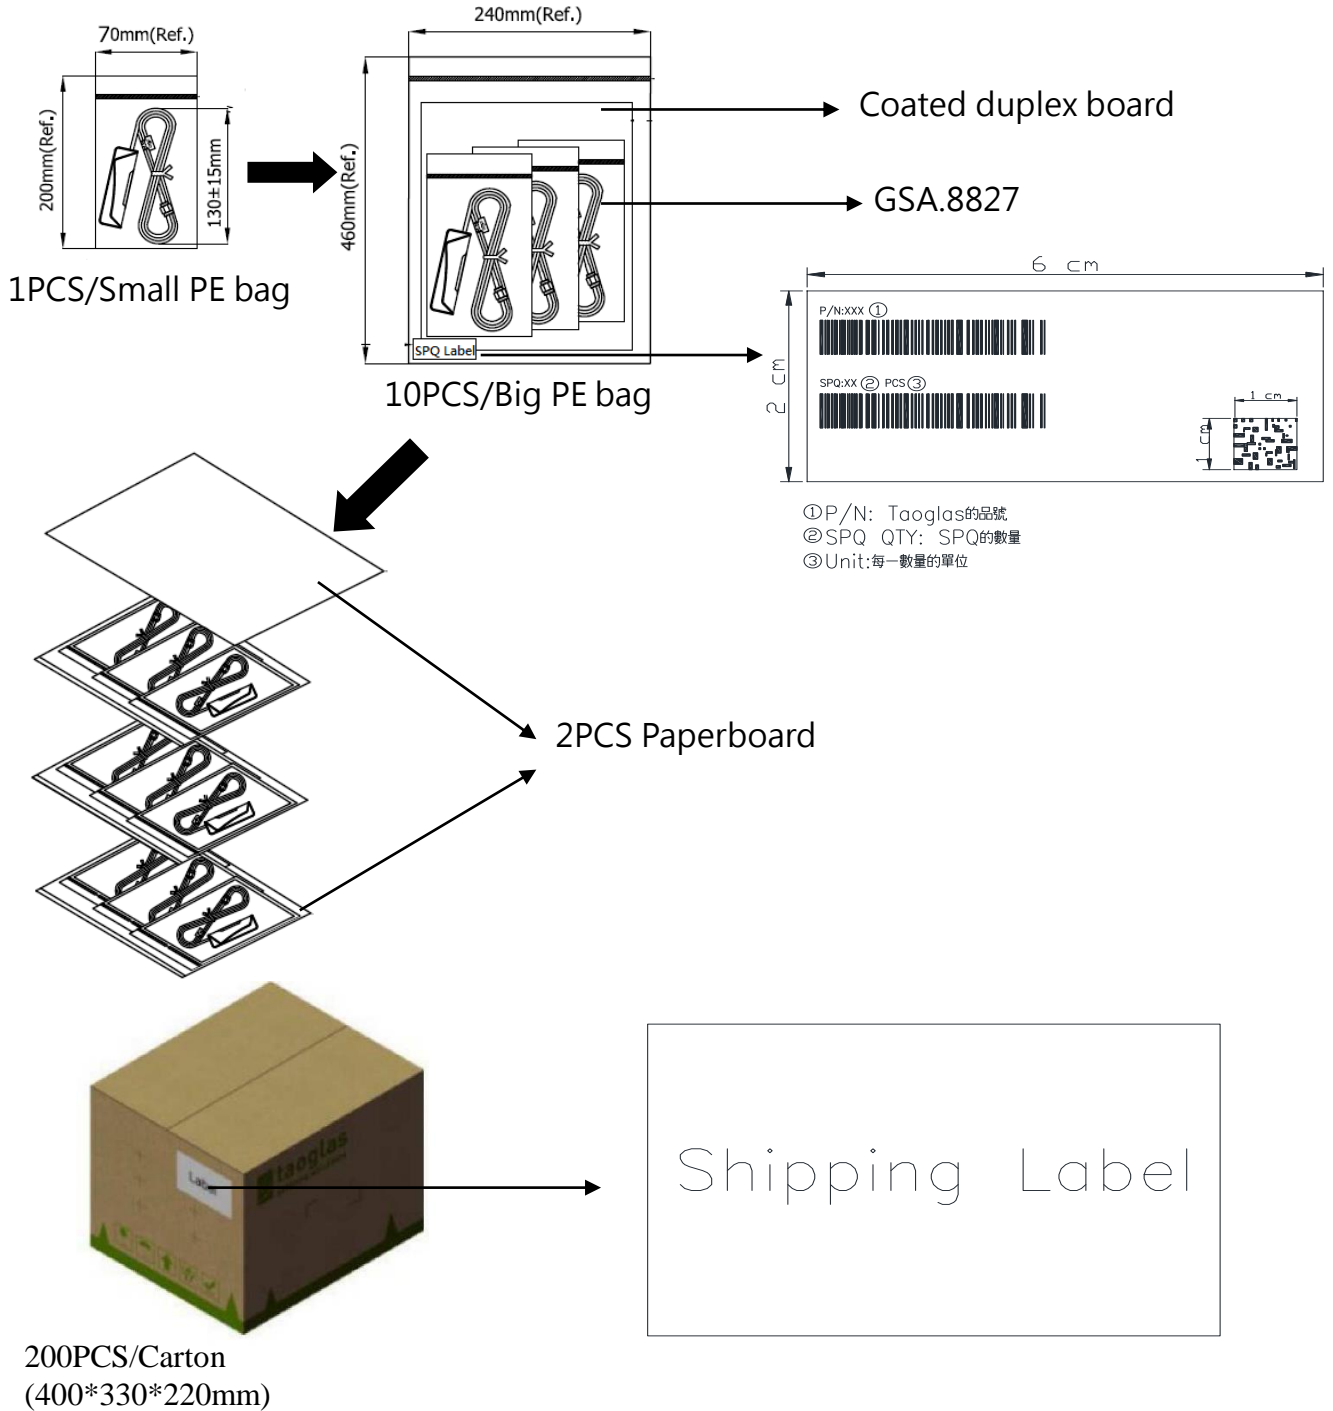 70mm(Ref.)
200mm(Ref.)
130±15mm
1PCS/Small PE bag
240mm(Ref.)
460mm(Ref.)
SPQ Label
10PCS/Big PE bag
Coated duplex board
GSA.8827
6 cm
2 cm
P/N:XXX ①
SPQ:XX ② PCS ③
1 cm
1 cm
①P/N: Taoglas的品號
②SPQ QTY: SPQ的數量
③Unit:每一數量的單位
2PCS Paperboard
taoglas
Label
Shipping Label
200PCS/Carton
(400*330*220mm)